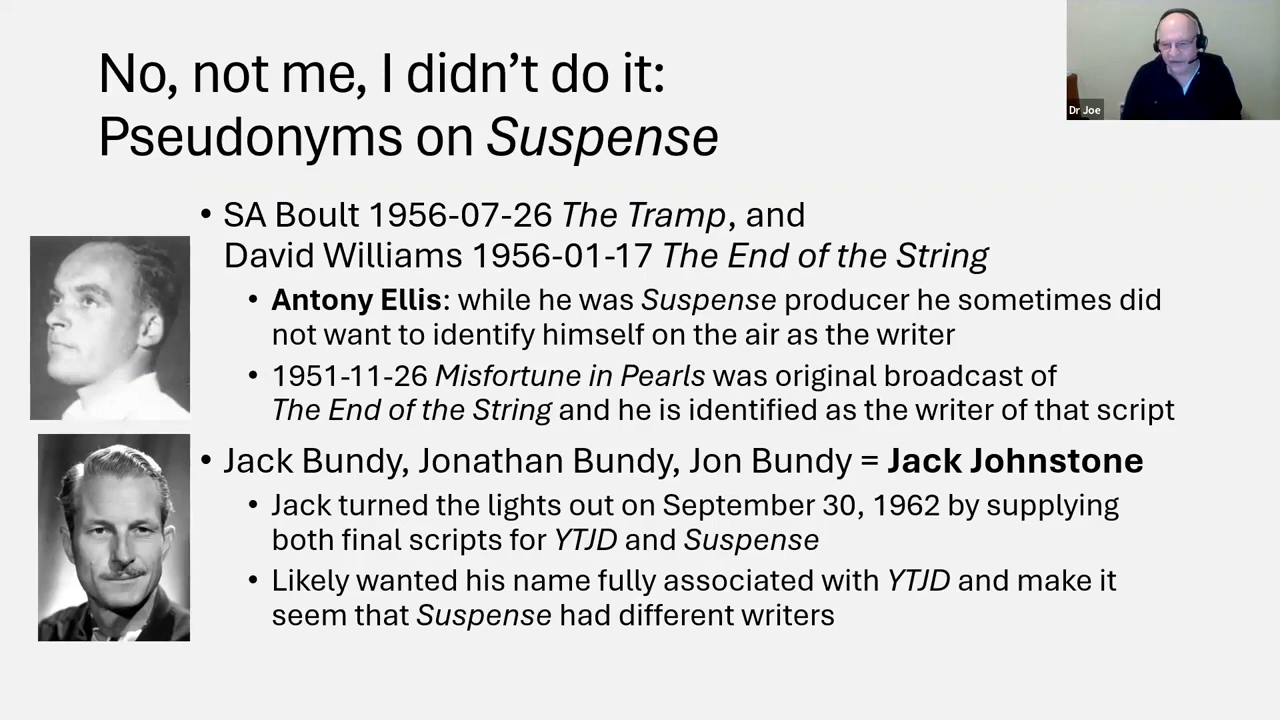 No, not me, I didn't do it:
Pseudonyms on Suspense
Dr Joe
• SA Boult 1956-07-26 The Tramp, and
David Williams 1956-01-17 The End of the String
• Antony Ellis: while he was Suspense producer he sometimes did
not want to identify himself on the air as the writer
• 1951-11-26 Misfortune in Pearls was original broadcast of
The End of the String and he is identified as the writer of that script
• Jack Bundy, Jonathan Bundy, Jon Bundy = Jack Johnstone
• Jack turned the lights out on September 30, 1962 by supplying
both final scripts for YTJD and Suspense
• Likely wanted his name fully associated with YTJD and make it
seem that Suspense had different writers